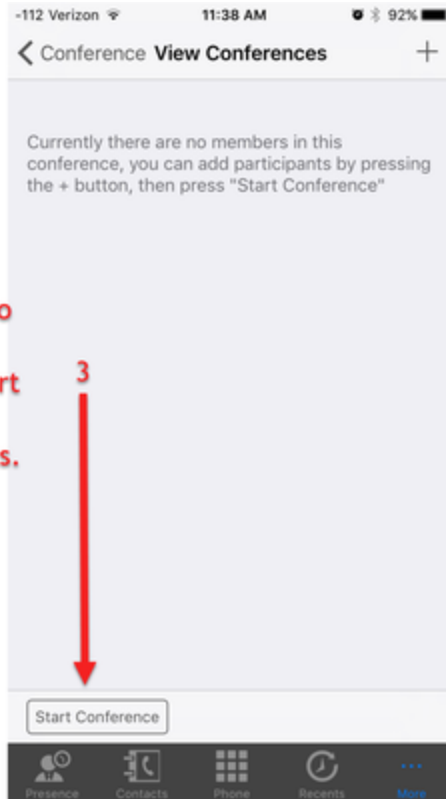 -112 Verizon 11:38 AM 92%
Conference View Conferences +
Currently there are no members in this
conference, you can add participants by pressing
the + button, then press "Start Conference"
3
Start Conference
Presence Contacts Phone Recents More